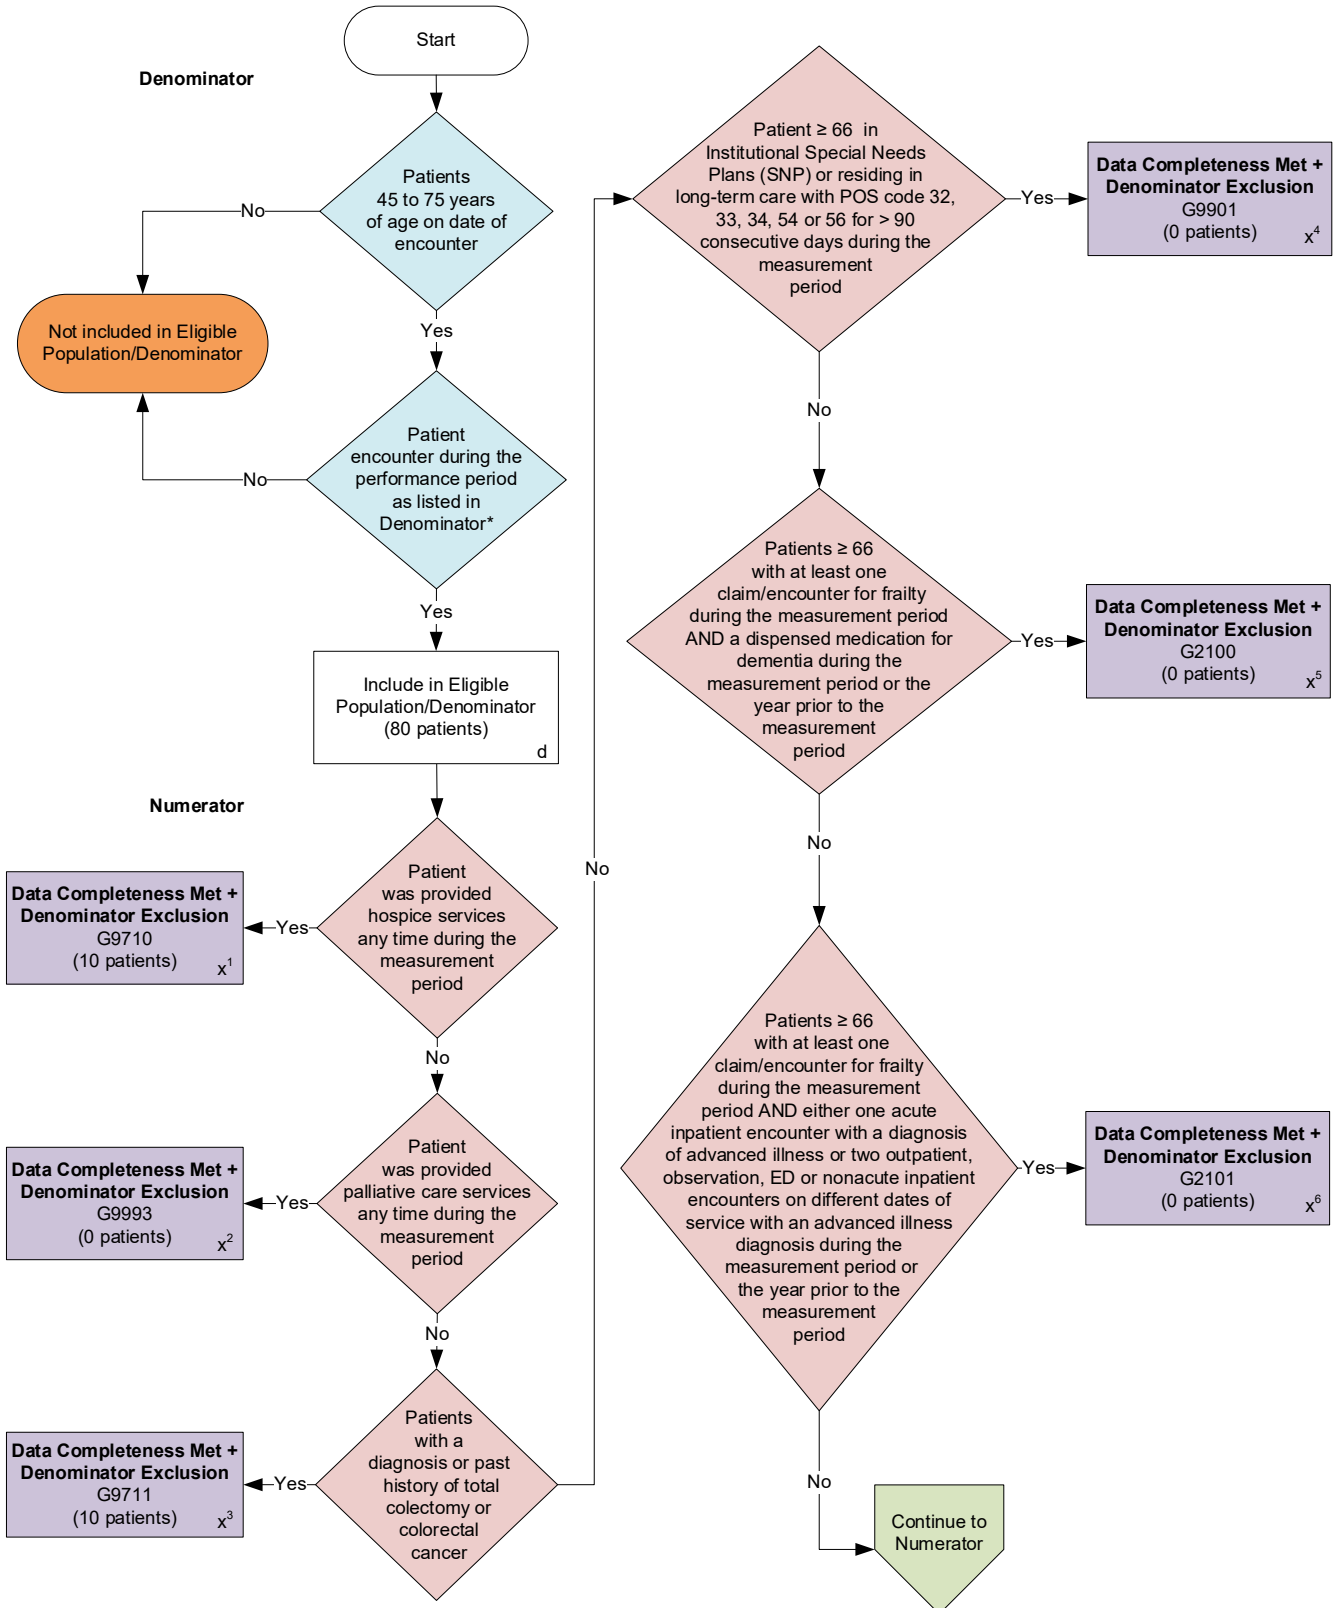 Start
Denominator
Patients
45 to 75 years
of age on date of
encounter
No
Yes
Not included in Eligible
Population/Denominator
Patient
encounter during the
performance period
as listed in
Denominator*
No
Yes
Include in Eligible
Population/Denominator
(80 patients)
d
Numerator
Patient
was provided
hospice services
any time during the
measurement
period
Yes
Data Completeness Met +
Denominator Exclusion
G9710
(10 patients)
x1
No
Patient
was provided
palliative care services
any time during the
measurement
period
Yes
Data Completeness Met +
Denominator Exclusion
G9993
(0 patients)
x2
No
Patients
with a
diagnosis or past
history of total
colectomy or
colorectal
cancer
Yes
Data Completeness Met +
Denominator Exclusion
G9711
(10 patients)
x3
No
Patient ≥ 66 in
Institutional Special Needs
Plans (SNP) or residing in
long-term care with POS code 32,
33, 34, 54 or 56 for > 90
consecutive days during the
measurement
period
Yes
Data Completeness Met +
Denominator Exclusion
G9901
(0 patients)
x4
No
Patients ≥ 66
with at least one
claim/encounter for frailty
during the measurement period
AND a dispensed medication for
dementia during the
measurement period or the
year prior to the
measurement
period
Yes
Data Completeness Met +
Denominator Exclusion
G2100
(0 patients)
x5
No
Patients ≥ 66
with at least one
claim/encounter for frailty
during the measurement
period AND either one acute
inpatient encounter with a diagnosis
of advanced illness or two outpatient,
observation, ED or nonacute inpatient
encounters on different dates of
service with an advanced illness
diagnosis during the
measurement period or
the year prior to the
measurement
period
Yes
Data Completeness Met +
Denominator Exclusion
G2101
(0 patients)
x6
No
Continue to
Numerator